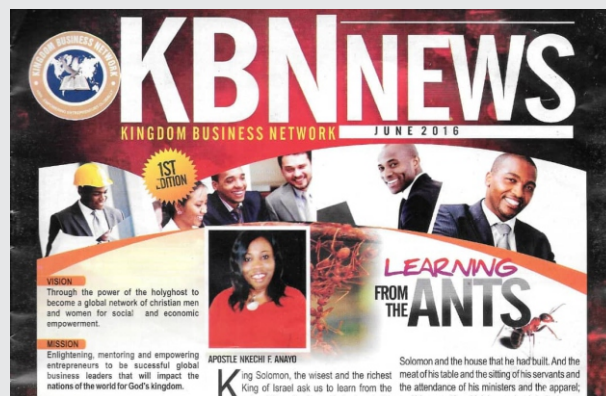 KINGDOM BUSINESS NETWORK
KBNNEWS
KINGDOM BUSINESS NETWORK
JUNE 2016
1ST
EDITION
VISION
Through the power of the holyghost to
become a global network of christian men
and women for social and economic
empowerment.
MISSION
Enlightening, mentoring and empowering
entrepreneurs to be sucessful global
business leaders that will impact the
nations of the world for God's kingdom.
APOSTLE NKECHI F. ANAYO
LEARNING
FROM
THE ANTS
King Solomon, the wisest and the richest
King of Israel ask us to learn from the
Solomon and the house that he had built. And the
meat of his table and the sitting of his servants and
the attendance of his ministers and the apparel;